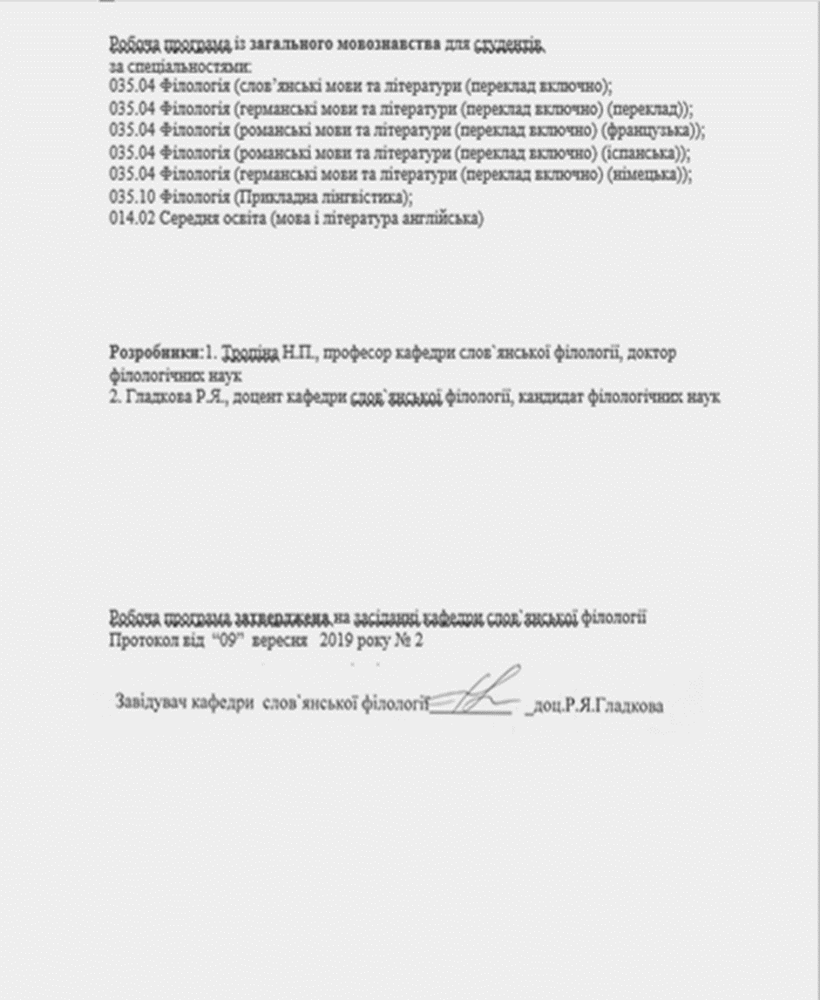 Робоча програма із загального мовознавства для студентів
за спеціальностями:
035.04 Філологія (слов’янські мови та літератури (переклад включно);
035.04 Філологія (германські мови та літератури (переклад включно) (переклад));
035.04 Філологія (романські мови та літератури (переклад включно) (французька));
035.04 Філологія (романські мови та літератури (переклад включно) (іспанська));
035.04 Філологія (германські мови та літератури (переклад включно) (німецька));
035.10 Філологія (Прикладна лінгвістика);
014.02 Середня освіта (мова і література англійська)
Розробники:1. Тропіна Н.П., професор кафедри слов`янської філології, доктор
філологічних наук
2. Гладкова Р.Я., доцент кафедри слов`янської філології, кандидат філологічних наук
Робоча програма затверджена на засіданні кафедри слов`янської філології
Протокол від “09” вересня 2019 року № 2
Завідувач кафедри слов`янської філології_________ _доц.Р.Я.Гладкова